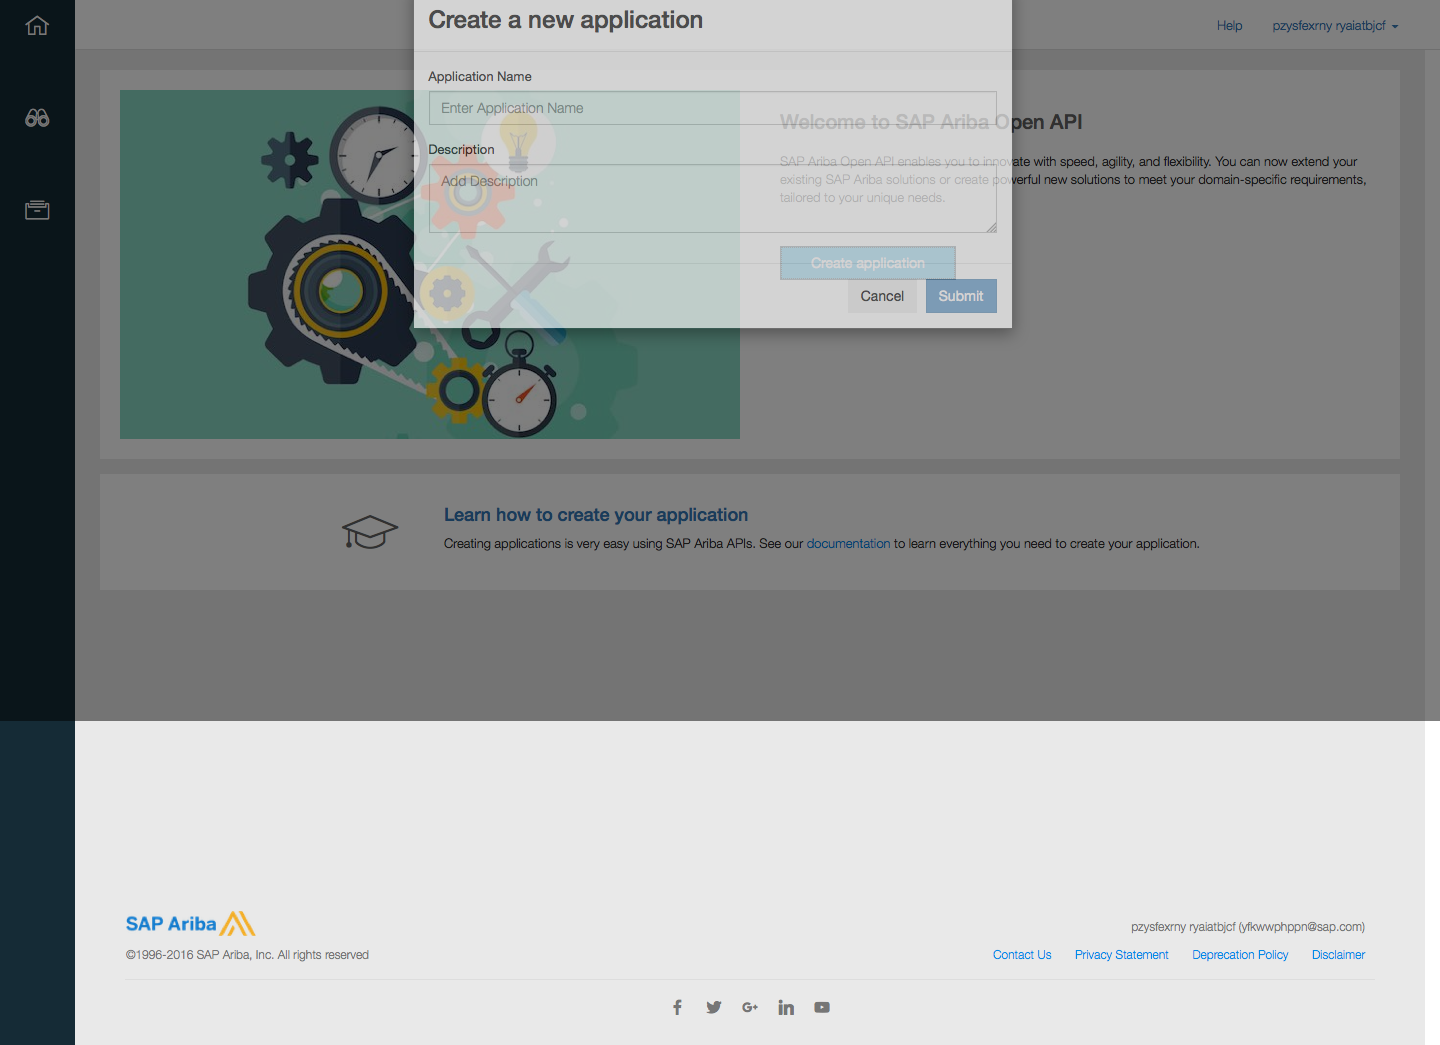 Create a new application
Help
pzysfexrny ryaiatbjcf
Application Name
Enter Application Name
Description
Add Description
Cancel
Submit
Welcome to SAP Ariba Open API
SAP Ariba Open API enables you to innovate with speed, agility, and flexibility. You can now extend your
existing SAP Ariba solutions or create powerful new solutions to meet your domain-specific requirements,
tailored to your unique needs.
Create application
Learn how to create your application
Creating applications is very easy using SAP Ariba APIs. See our documentation to learn everything you need to create your application.
SAP Ariba
pzysfexrny ryaiatbjcf (yfkwwphppn@sap.com)
©1996-2016 SAP Ariba, Inc. All rights reserved
Contact Us
Privacy Statement
Deprecation Policy
Disclaimer